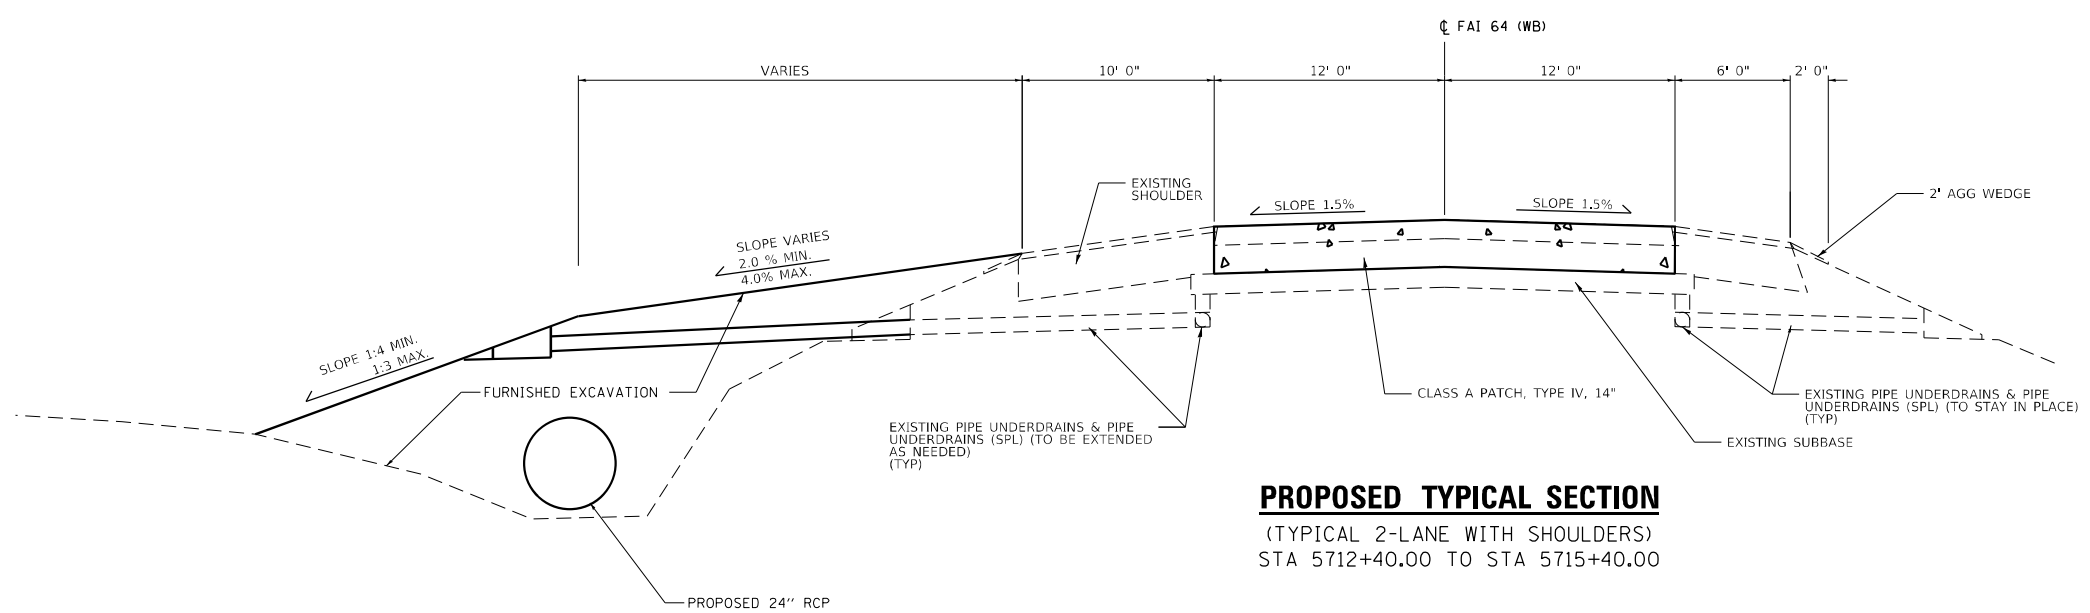 ℄ FAI 64 (WB)
VARIES
10' 0"
12' 0"
12' 0"
6' 0"
2' 0"
EXISTING
SHOULDER
2' AGG WEDGE
SLOPE 1.5%
SLOPE 1.5%
SLOPE VARIES
2.0 % MIN.
4.0% MAX.
SLOPE 1:4 MIN.
1:3 MAX.
FURNISHED EXCAVATION
CLASS A PATCH, TYPE IV, 14"
EXISTING PIPE UNDERDRAINS & PIPE
UNDERDRAINS (SPL) (TO STAY IN PLACE)
(TYP)
EXISTING PIPE UNDERDRAINS & PIPE
UNDERDRAINS (SPL) (TO BE EXTENDED
AS NEEDED)
(TYP)
EXISTING SUBBASE
PROPOSED TYPICAL SECTION
(TYPICAL 2-LANE WITH SHOULDERS)
STA 5712+40.00 TO STA 5715+40.00
PROPOSED 24" RCP